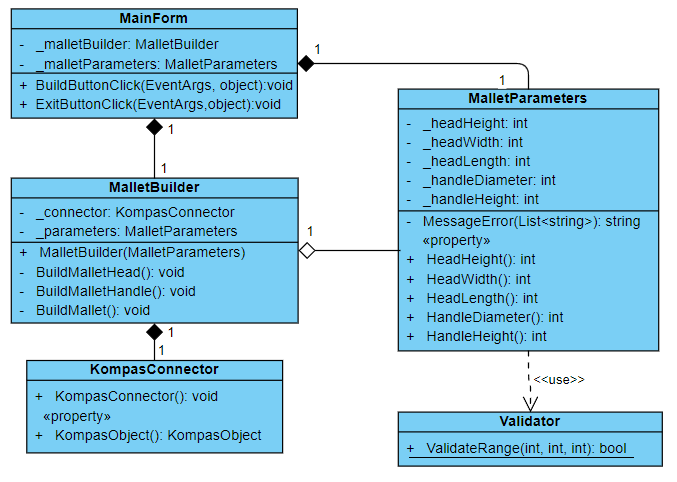 MainForm
- _malletBuilder: MalletBuilder
- _malletParameters: MalletParameters
+ BuildButtonClick(EventArgs, object):void
+ ExitButtonClick(EventArgs,object):void
1
1
1
1
MalletParameters
- _headHeight: int
- _headWidth: int
- _headLength: int
- _handleDiameter: int
- _handleHeight: int
- MessageError(List<string>): string
«property»
+ HeadHeight(): int
+ HeadWidth(): int
+ HeadLength(): int
+ HandleDiameter(): int
+ HandleHeight(): int
MalletBuilder
- _connector: KompasConnector
- _parameters: MalletParameters
+ MalletBuilder(MalletParameters)
- BuildMalletHead(): void
- BuildMalletHandle(): void
- BuildMallet(): void
1
1
1
KompasConnector
+ KompasConnector(): void
«property»
+ KompasObject(): KompasObject
<<use>>
Validator
+ ValidateRange(int, int, int): bool